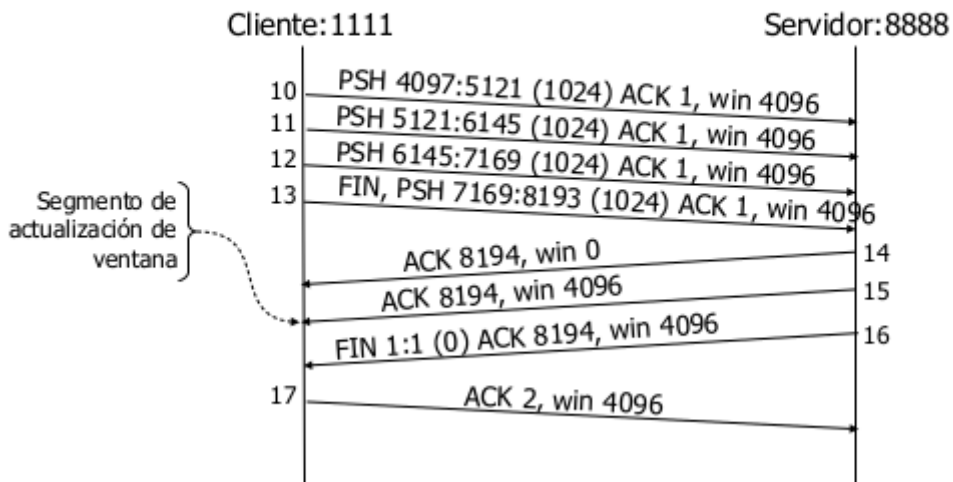 Cliente:1111
Servidor:8888
10
PSH 4097:5121 (1024) ACK 1, win 4096
11
PSH 5121:6145 (1024) ACK 1, win 4096
12
PSH 6145:7169 (1024) ACK 1, win 4096
13
FIN, PSH 7169:8193 (1024) ACK 1, win 4096
Segmento de
actualización de
ventana
ACK 8194, win 0
14
ACK 8194, win 4096
15
FIN 1:1 (0) ACK 8194, win 4096
16
17
ACK 2, win 4096